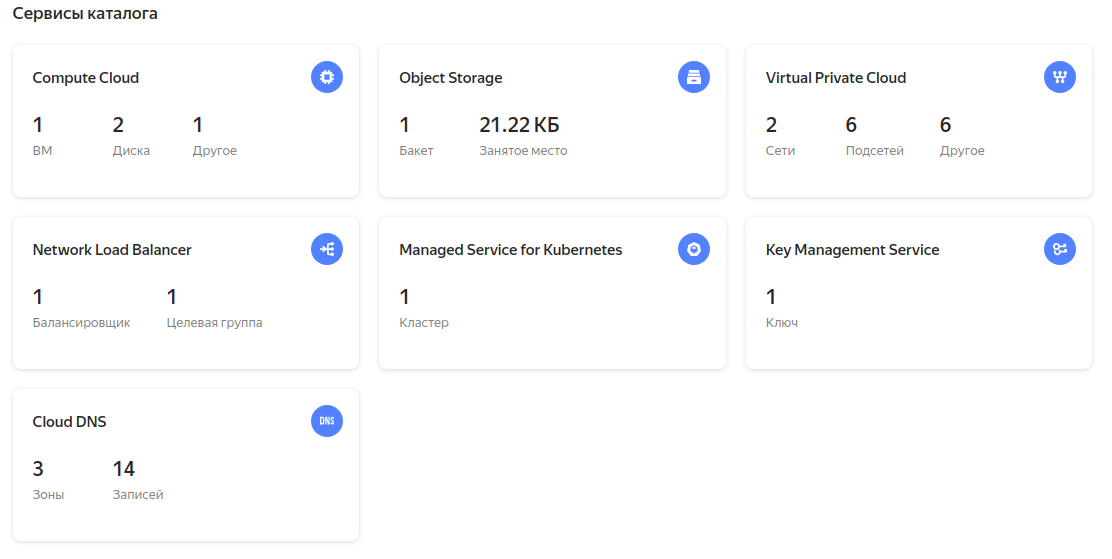 Сервисы каталога
Compute Cloud
1 2 1
ВМ Диска Другое
Object Storage
1 21.22 КБ
Бакет Занятое место
Virtual Private Cloud
2 6 6
Сети Подсетей Другое
Network Load Balancer
1 1
Балансировщик Целевая группа
Managed Service for Kubernetes
1
Кластер
Key Management Service
1
Ключ
Cloud DNS
DNS
3 14
Зоны Записей